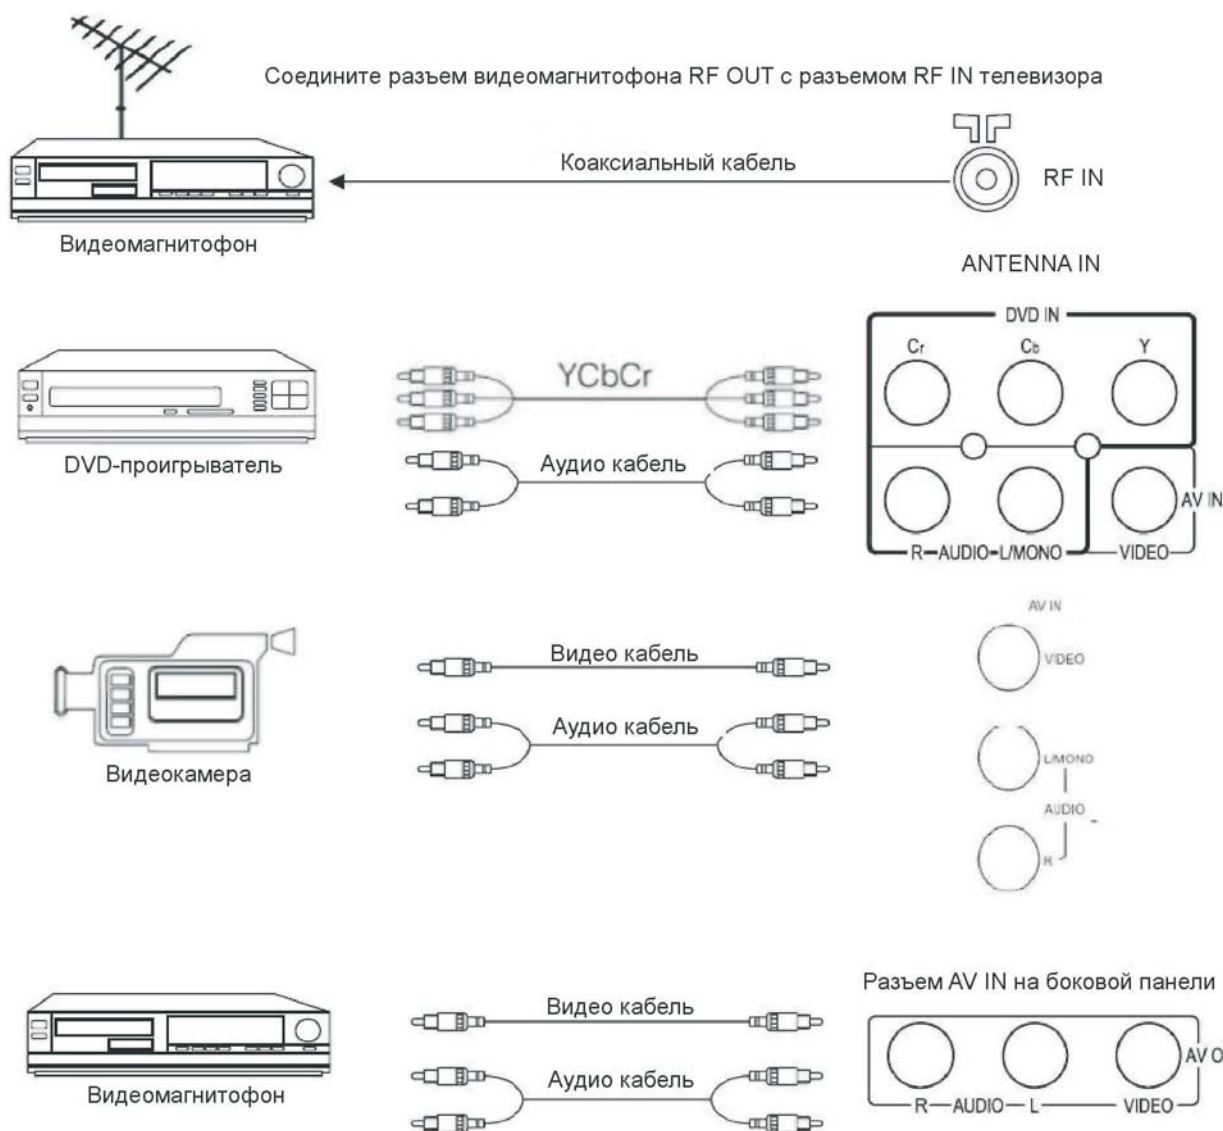 Соедините разъем видеомагнитофона RF OUT с разъемом RF IN телевизора
Коаксиальный кабель
RF IN
Видеомагнитофон
ANTENNA IN
DVD IN
Cr Cb Y
YCbCr
DVD-проигрыватель
Аудио кабель
AV IN
R AUDIO L/MONO VIDEO
AV IN
Видео кабель
VIDEO
Аудио кабель
L/MONO
Видеокамера
AUDIO
R
Разъем AV IN на боковой панели
Видео кабель
AV O
Видеомагнитофон
Аудио кабель
R AUDIO L VIDEO